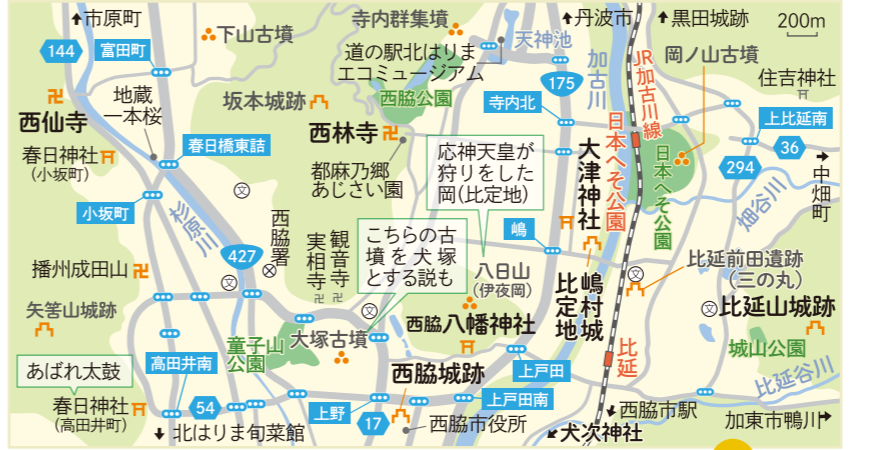 ↑市原町
寺内群集墳
↑丹波市
↑黒田城跡
200m
144
富田町
下山古墳
道の駅北はりま
エコミュージアム
天神池
加古川
JR加古川線
岡ノ山古墳
175
住吉神社
地蔵
一本桜
坂本城跡
西脇公園
寺内北
上比延南
西仙寺
西林寺
春日神社
(小坂町)
春日橋東詰
都麻乃郷
あじさい園
応神天皇が
狩りをした
岡(比定地)
大津神社
日本へそ公園
日本へそ公園
36
294
→中畑町
畑谷川
小坂町
杉原川
西脇署
嶋
427
実相寺
観音寺
こちらの古
墳を犬塚
とする説も
八日山
(伊夜岡)
嶋村城
比定地
比延前田遺跡
(三の丸)
播州成田山
矢筈山城跡
西脇八幡神社
比延山城跡
童子山
公園
大塚古墳
城山公園
高田井南
あばれ太鼓
西脇城跡
上戸田
比延
比延谷川
春日神社
(高田井町)
54
上野
17
上戸田南
西脇市役所
↙西脇市駅
加東市鴨川→
↓北はりま旬菜館
↙犬次神社